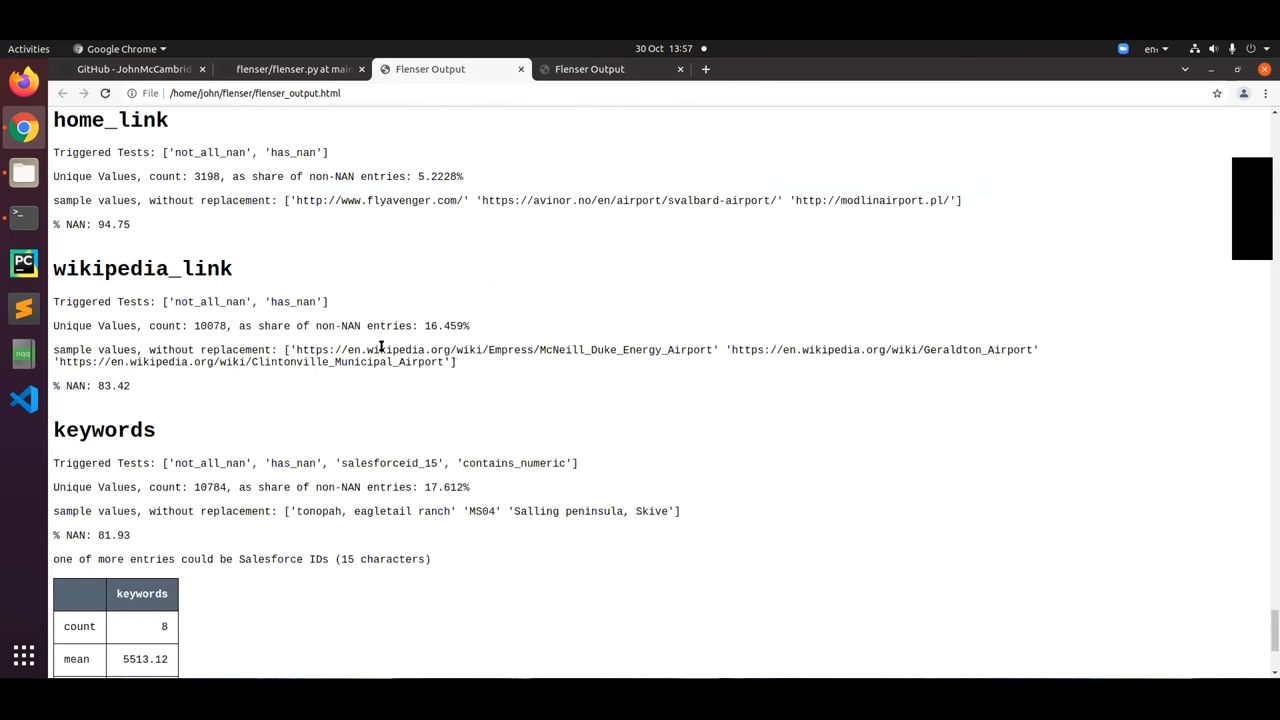 Activities
Google Chrome
30 Oct 13:57
en₁
GitHub - JohnMcCambrid
flenser/flenser.py at main
Flenser Output
Flenser Output
File
/home/john/flenser/flenser_output.html
home_link
Triggered Tests: ['not_all_nan', 'has_nan']
Unique Values, count: 3198, as share of non-NAN entries: 5.2228%
sample values, without replacement: ['http://www.flyavenger.com/' 'https://avinor.no/en/airport/svalbard-airport/' 'http://modlinairport.pl/']
% NAN: 94.75
wikipedia_link
Triggered Tests: ['not_all_nan', 'has_nan']
Unique Values, count: 10078, as share of non-NAN entries: 16.459%
sample values, without replacement: ['https://en.wikipedia.org/wiki/Empress/McNeill_Duke_Energy_Airport' 'https://en.wikipedia.org/wiki/Geraldton_Airport'
'https://en.wikipedia.org/wiki/Clintonville_Municipal_Airport']
% NAN: 83.42
keywords
Triggered Tests: ['not_all_nan', 'has_nan', 'salesforceid_15', 'contains_numeric']
Unique Values, count: 10784, as share of non-NAN entries: 17.612%
sample values, without replacement: ['tonopah, eagletail ranch' 'MS04' 'Salling peninsula, Skive']
% NAN: 81.93
one of more entries could be Salesforce IDs (15 characters)
keywords
count 8
mean 5513.12
PC
nqq